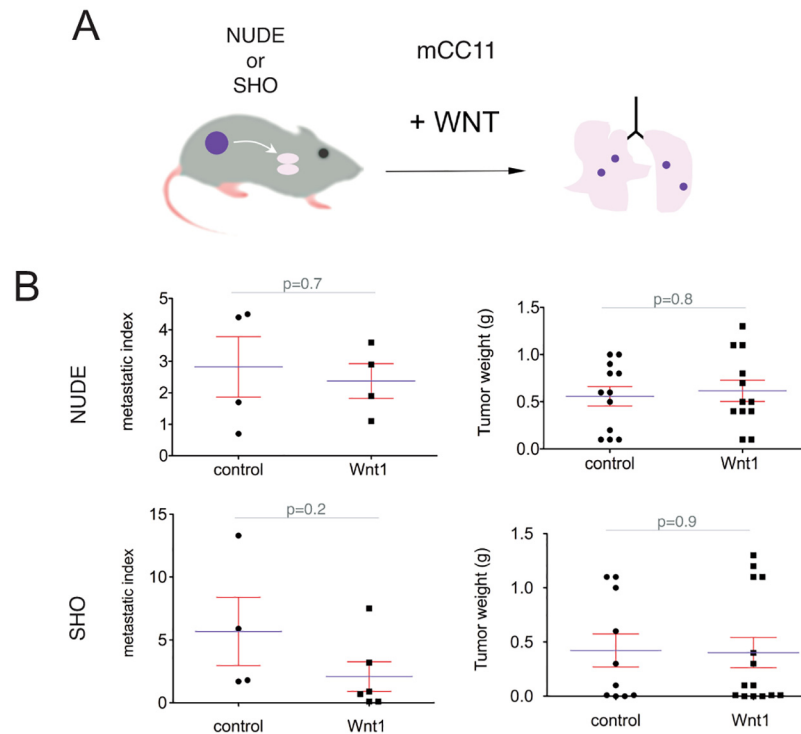 A
NUDE
or
SHO
mCC11
+ WNT
B
NUDE
metastatic index
5
4
3
2
1
0
p=0.7
control
Wnt1
Tumor weight (g)
1.5
1.0
0.5
0.0
p=0.8
control
Wnt1
SHO
metastatic index
15
10
5
0
p=0.2
control
Wnt1
Tumor weight (g)
1.5
1.0
0.5
0.0
p=0.9
control
Wnt1